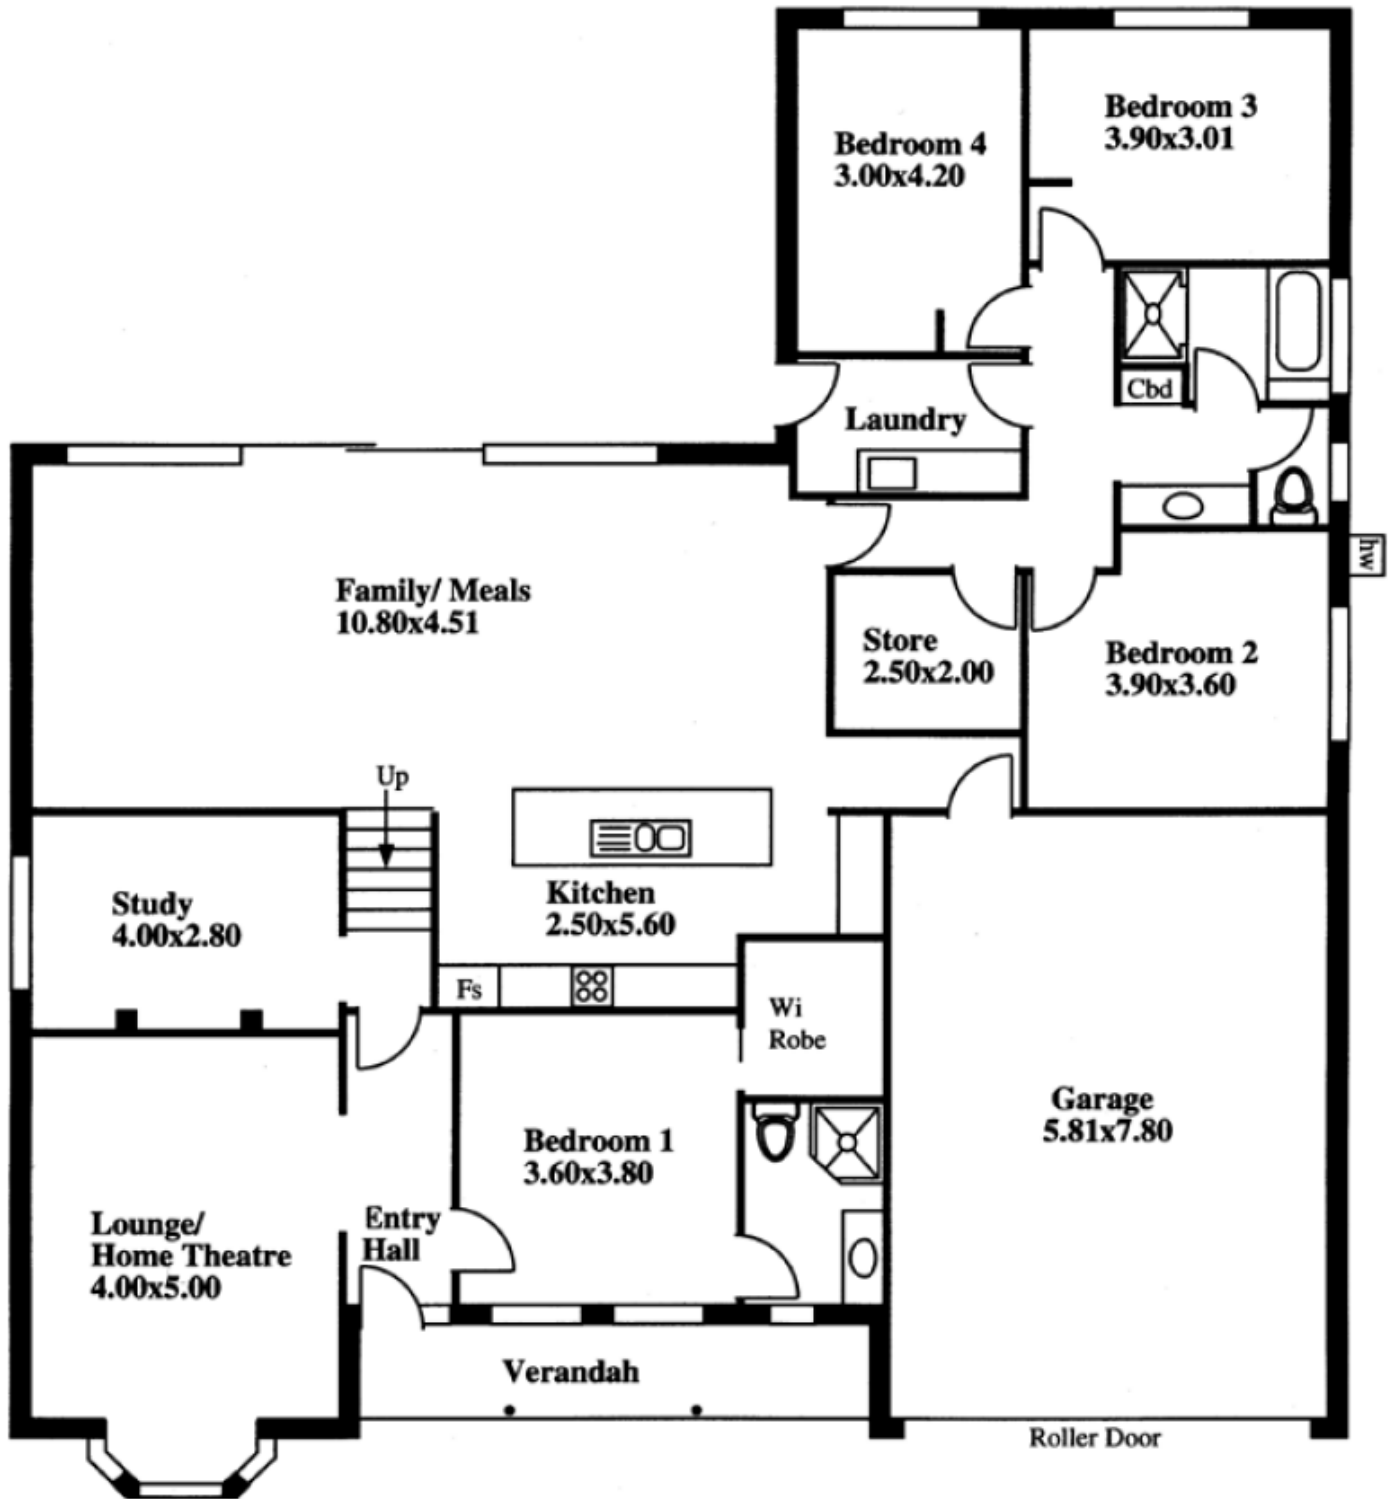 Bedroom 3
3.90x3.01
Bedroom 4
3.00x4.20
Cbd
Laundry
hw
Family/ Meals
10.80x4.51
Store
2.50x2.00
Bedroom 2
3.90x3.60
Up
Study
4.00x2.80
Kitchen
2.50x5.60
Fs
Wi
Robe
Garage
5.81x7.80
Bedroom 1
3.60x3.80
Lounge/
Home Theatre
4.00x5.00
Entry
Hall
Verandah
Roller Door